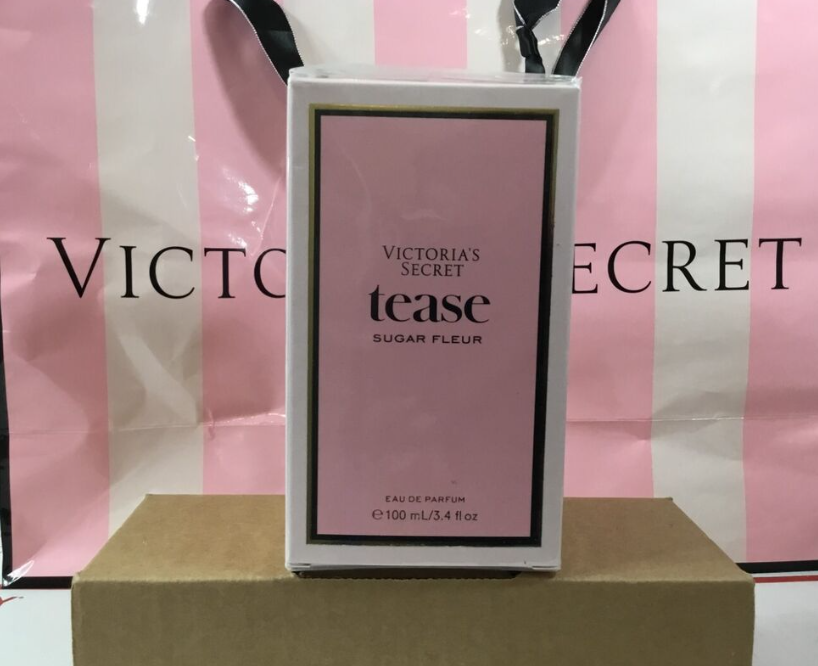 VICTO
ECRET
VICTORIA'S
SECRET
tease
SUGAR FLEUR
EAU DE PARFUM
℮100 mL/3.4 fl oz